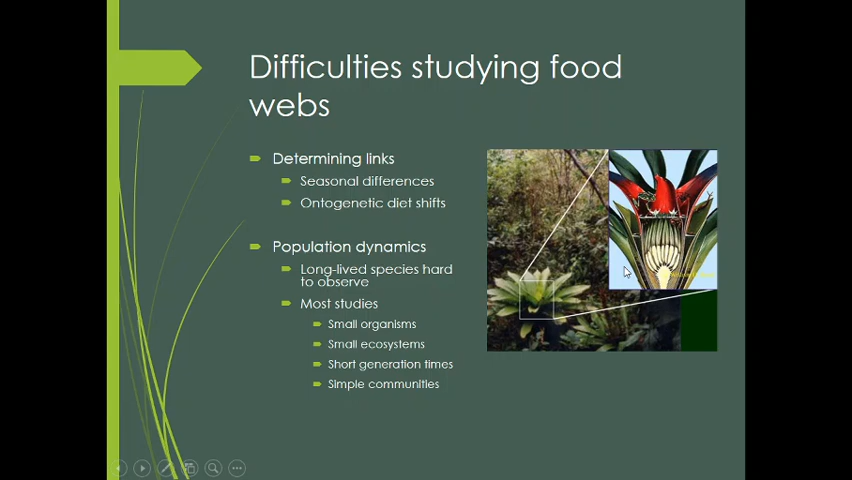 Difficulties studying food
webs
Determining links
Seasonal differences
Ontogenetic diet shifts
Population dynamics
Long-lived species hard
to observe
Most studies
Small organisms
Small ecosystems
Short generation times
Simple communities